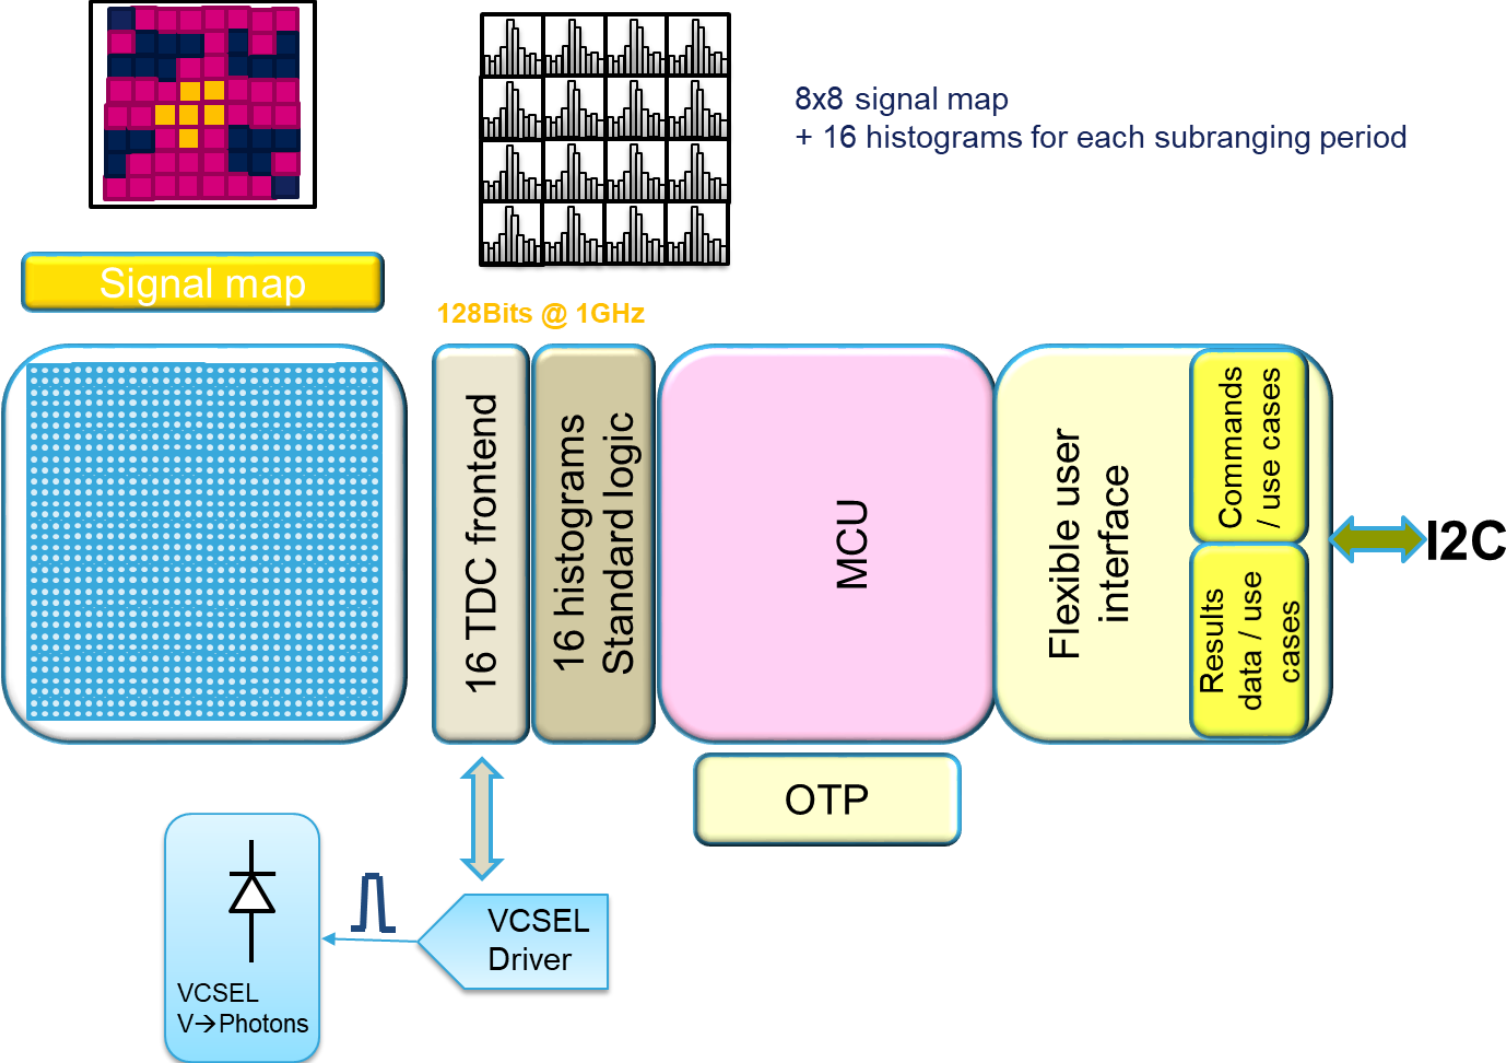 8x8 signal map
+ 16 histograms for each subranging period
Signal map
128Bits @ 1GHz
16 TDC frontend
16 histograms
Standard logic
MCU
Flexible user
interface
Commands
/ use cases
Results
data / use
cases
I2C
OTP
VCSEL
Driver
VCSEL
V→Photons